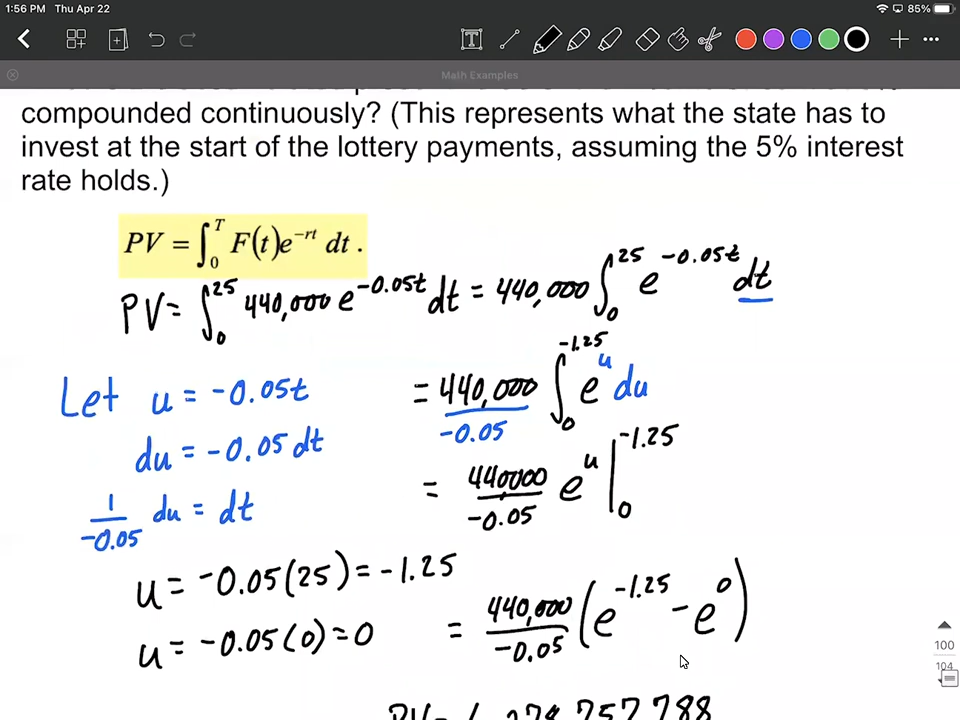 1:56 PM Thu Apr 22 85%
Math Examples
compounded continuously? (This represents what the state has to
invest at the start of the lottery payments, assuming the 5% interest
rate holds.)
PV = ∫₀ᵀ F(t)e^{-rt} dt .
PV = ∫₀²⁵ 440,000 e^{-0.05t} dt = 440,000 ∫₀²⁵ e^{-0.05t} dt
Let u = -0.05t
du = -0.05 dt
1/-0.05 du = dt
u = -0.05(25) = -1.25
u = -0.05(0) = 0
= 440,000/-0.05 ∫₀^{-1.25} e^u du
= 440000/-0.05 e^u |₀^{-1.25}
= 440,000/-0.05 (e^{-1.25} - e^0)
100
104